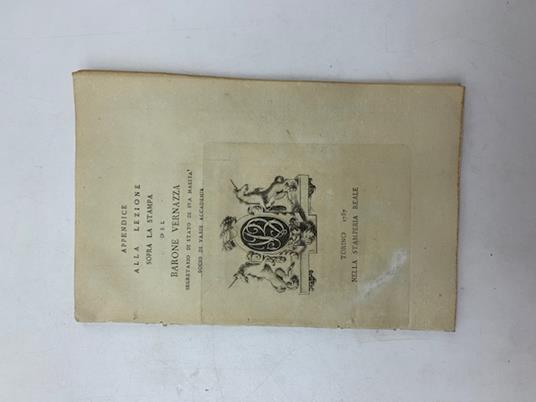 APPENDICE
ALLA LEZIONE
SOPRA LA STAMPA
DEL
BARONE VERNAZZA
SEGRETARIO DI STATO DI SUA MAESTA'
SOCIO DI VARIE ACCADEMIE
TORINO 1787
NELLA STAMPERIA REALE